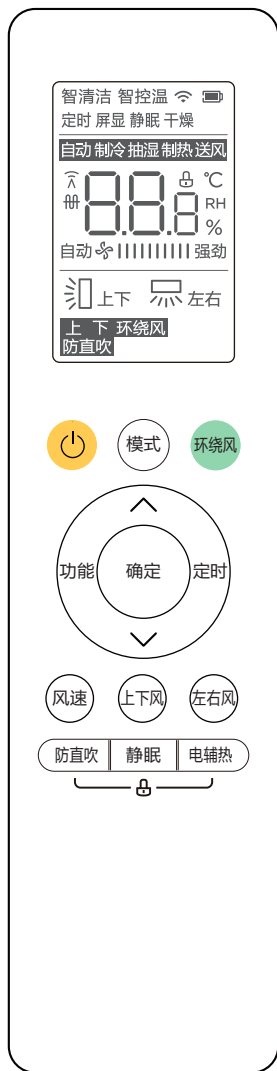 智清洁 智控温
定时 屏显 静眠 干燥
自动 制冷 抽湿 制热 送风
88.8 ℃
RH
%
自动 强劲
上下 左右
上 下 环绕风
防直吹
模式 环绕风
功能 确定 定时
风速 上下风 左右风
防直吹 静眠 电辅热